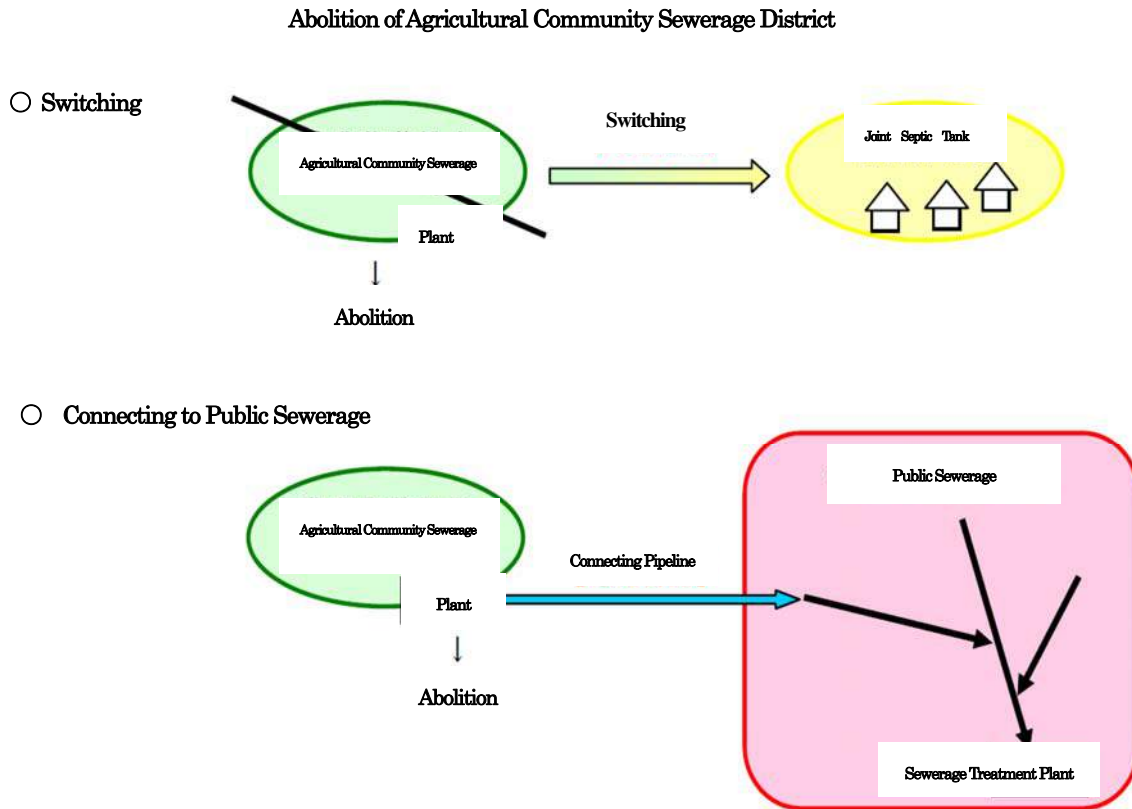 Abolition of Agricultural Community Sewerage District
○ Switching
Switching
Agricultural Community Sewerage
Plant
↓
Abolition
Joint Septic Tank
○ Connecting to Public Sewerage
Agricultural Community Sewerage
Plant
↓
Abolition
Connecting Pipeline
Public Sewerage
Sewerage Treatment Plant